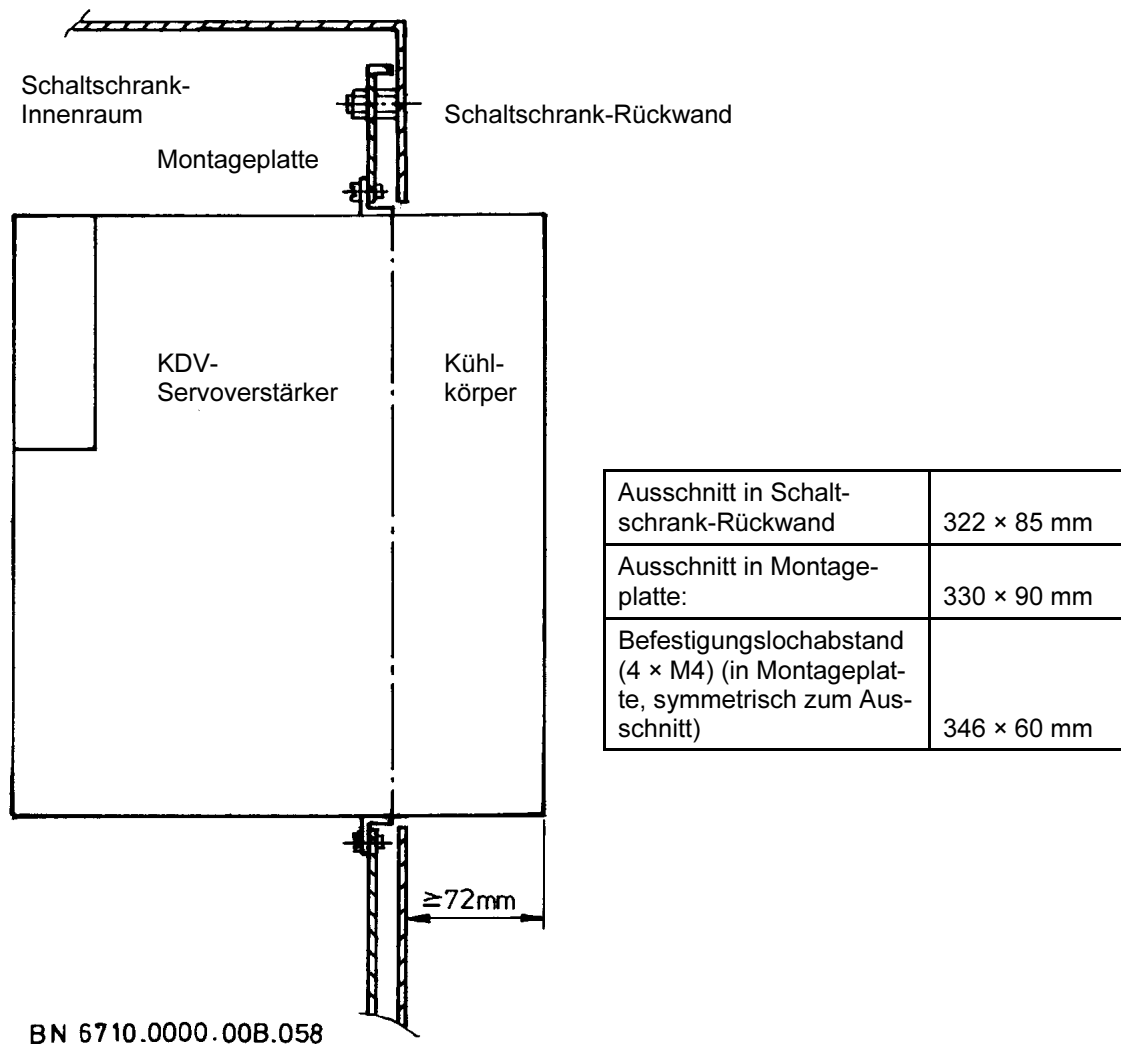 Schaltschrank-
Innenraum
Schaltschrank-Rückwand
Montageplatte
KDV-
Servoverstärker
Kühl-
körper
Ausschnitt in Schalt-
schrank-Rückwand
322 × 85 mm
Ausschnitt in Montage-
platte:
330 × 90 mm
Befestigungslochabstand
(4 × M4) (in Montageplat-
te, symmetrisch zum Aus-
schnitt)
346 × 60 mm
≥72mm
BN 6710.0000.00B.058